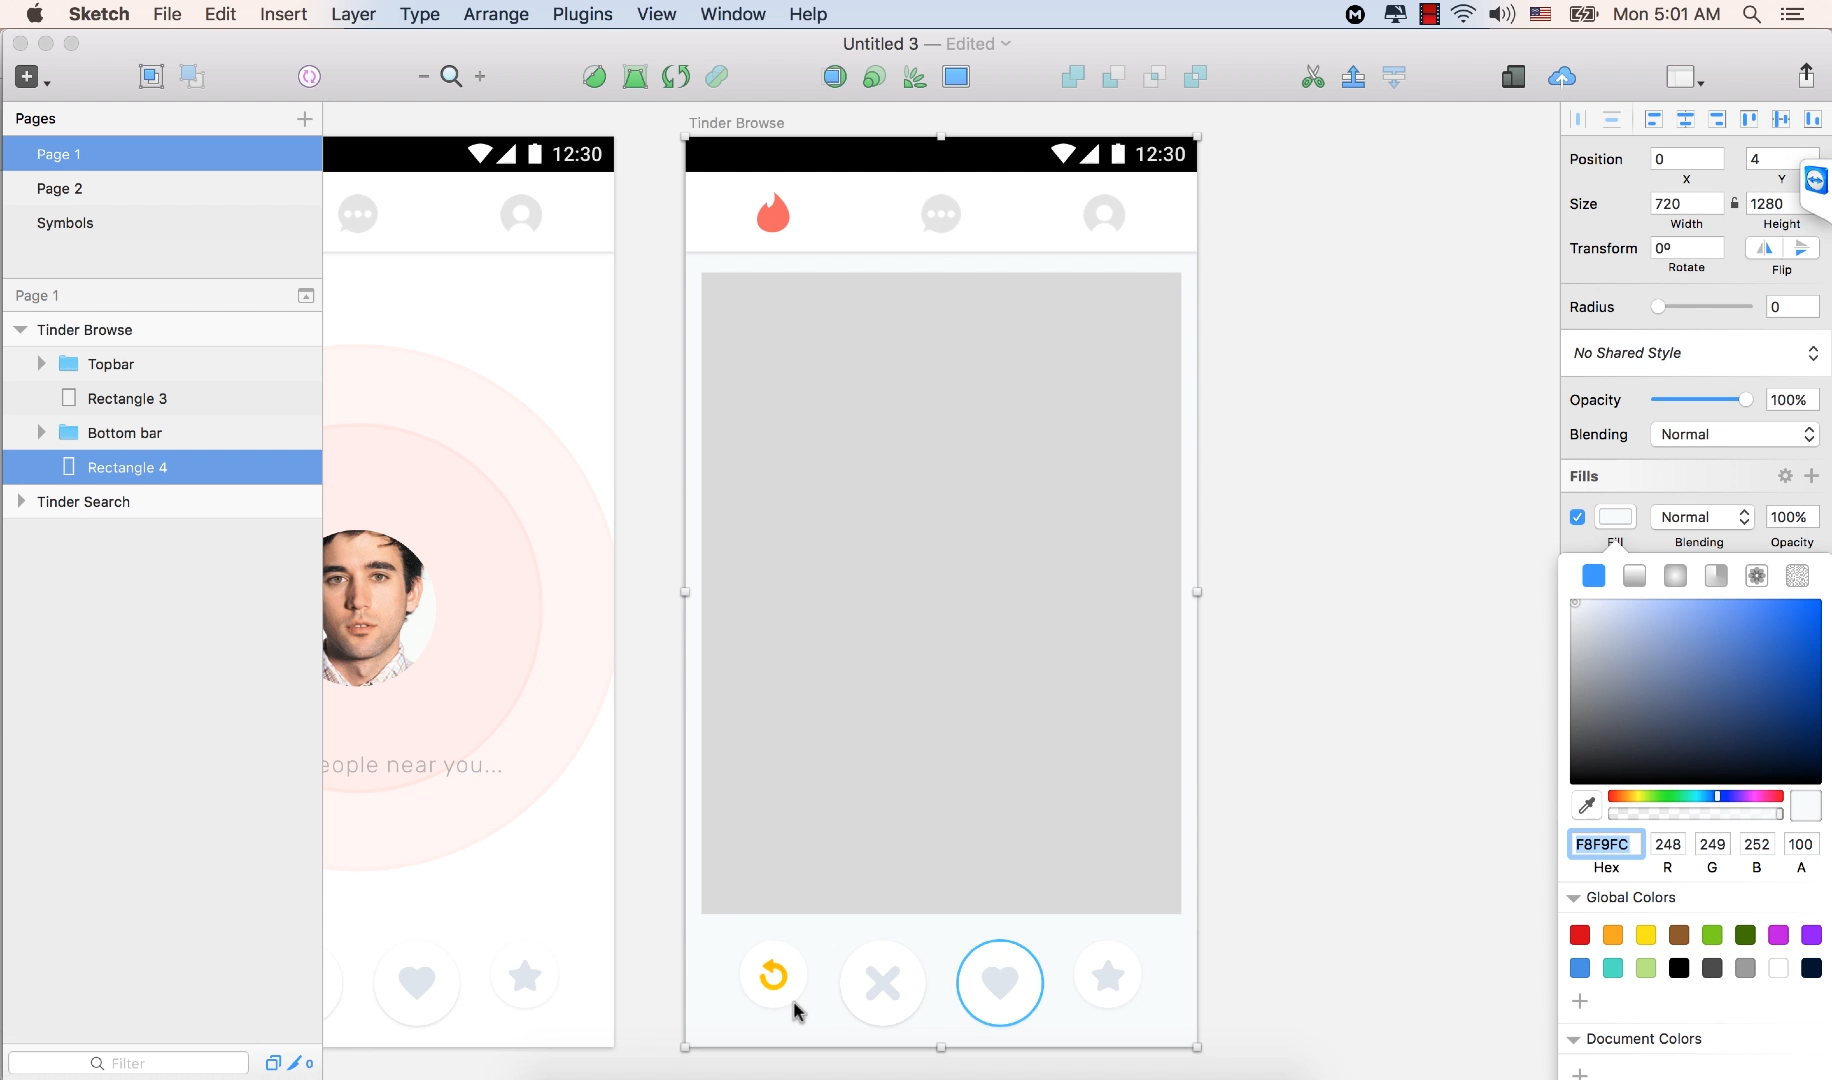 Sketch File Edit Insert Layer Type Arrange Plugins View Window Help Mon 5:01 AM
Untitled 3 — Edited
Pages
Page 1
Page 2
Symbols
Page 1
Tinder Browse
Topbar
Rectangle 3
Bottom bar
Rectangle 4
Tinder Search
Filter
0
12:30
eople near you...
Tinder Browse
12:30
Position 0 4
X Y
Size 720 1280
Width Height
Transform 0º
Rotate Flip
Radius 0
No Shared Style
Opacity 100%
Blending Normal
Fills
Normal 100%
Fill Blending Opacity
F8F9FC 248 249 252 100
Hex R G B A
Global Colors
Document Colors